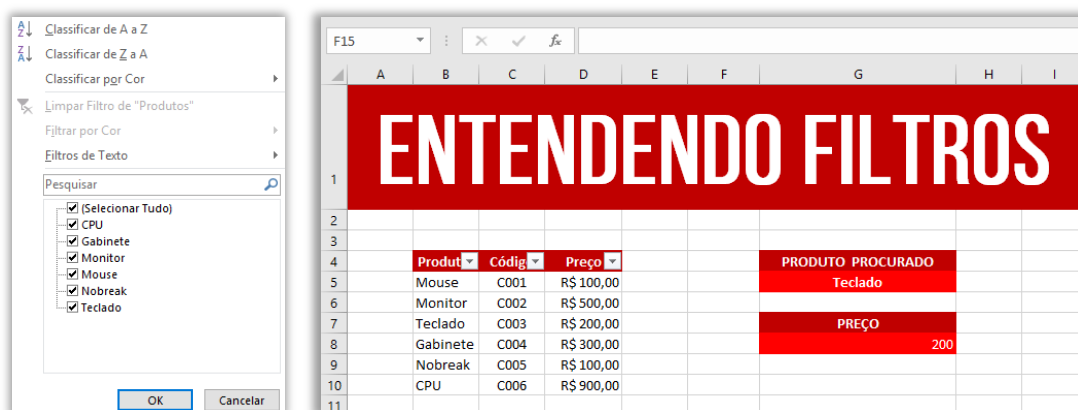 Classificar de A a Z
Classificar de Z a A
Classificar por Cor
Limpar Filtro de "Produtos"
Filtrar por Cor
Filtros de Texto
Pesquisar
(Selecionar Tudo)
CPU
Gabinete
Monitor
Mouse
Nobreak
Teclado
OK Cancelar
F15 fx
A B C D E F G H I
1 ENTENDENDO FILTROS
2
3
4 Produt Códig Preço PRODUTO PROCURADO
5 Mouse C001 R$ 100,00 Teclado
6 Monitor C002 R$ 500,00
7 Teclado C003 R$ 200,00 PREÇO
8 Gabinete C004 R$ 300,00 200
9 Nobreak C005 R$ 100,00
10 CPU C006 R$ 900,00
11